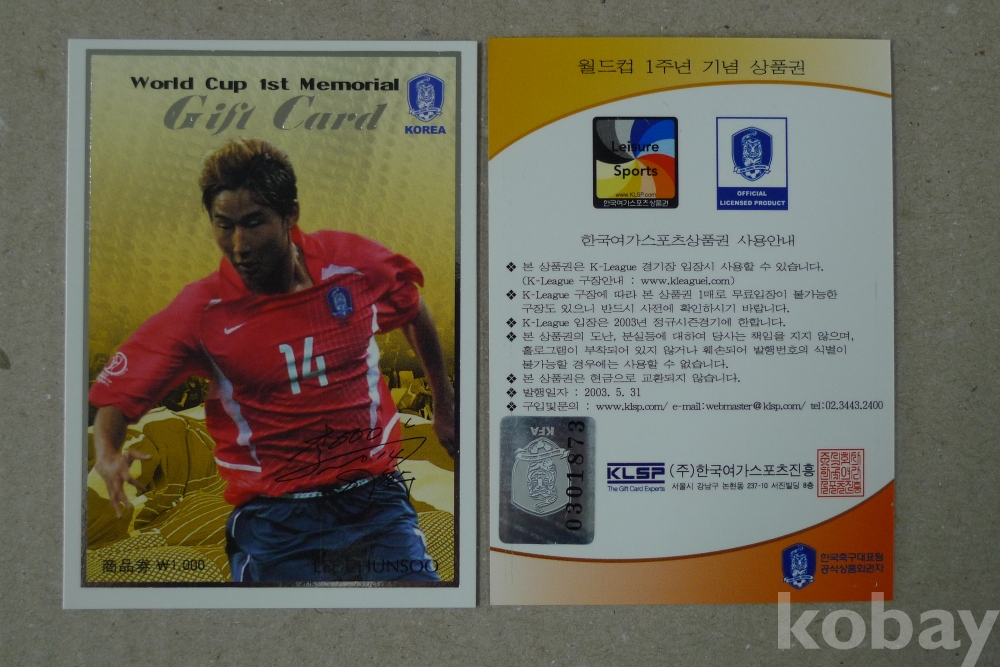 World Cup 1st Memorial
Gift Card
KOREA
14
商品券 ₩1,000
LEE CHUNSOO
월드컵 1주년 기념 상품권
Leisure
Sports
www.KLSP.com
한국여가스포츠상품권
OFFICIAL
LICENSED PRODUCT
한국여가스포츠상품권 사용안내
❖ 본 상품권은 K-League 경기장 입장시 사용할 수 있습니다.
(K-League 구장안내 : www.kleaguei.com)
❖ K-League 구장에 따라 본 상품권 1매로 무료입장이 불가능한
구장도 있으니 반드시 사전에 확인하시기 바랍니다.
❖ K-League 입장은 2003년 정규시즌경기에 한합니다.
❖ 본 상품권의 도난, 분실등에 대하여 당사는 책임을 지지 않으며,
홀로그램이 부착되어 있지 않거나 훼손되어 발행번호의 식별이
불가능할 경우에는 사용할 수 없습니다.
❖ 본 상품권은 현금으로 교환되지 않습니다.
❖ 발행일자 : 2003. 5. 31
❖ 구입및문의 : www.klsp.com/ e-mail:webmaster@klsp.com/ tel:02.3443.2400
KFA
0301873
KLSP
The Gift Card Experts
(주)한국여가스포츠진흥
서울시 강남구 논현동 237-10 서진빌딩 8층
한국축구대표팀
공식상품화권자
kobay